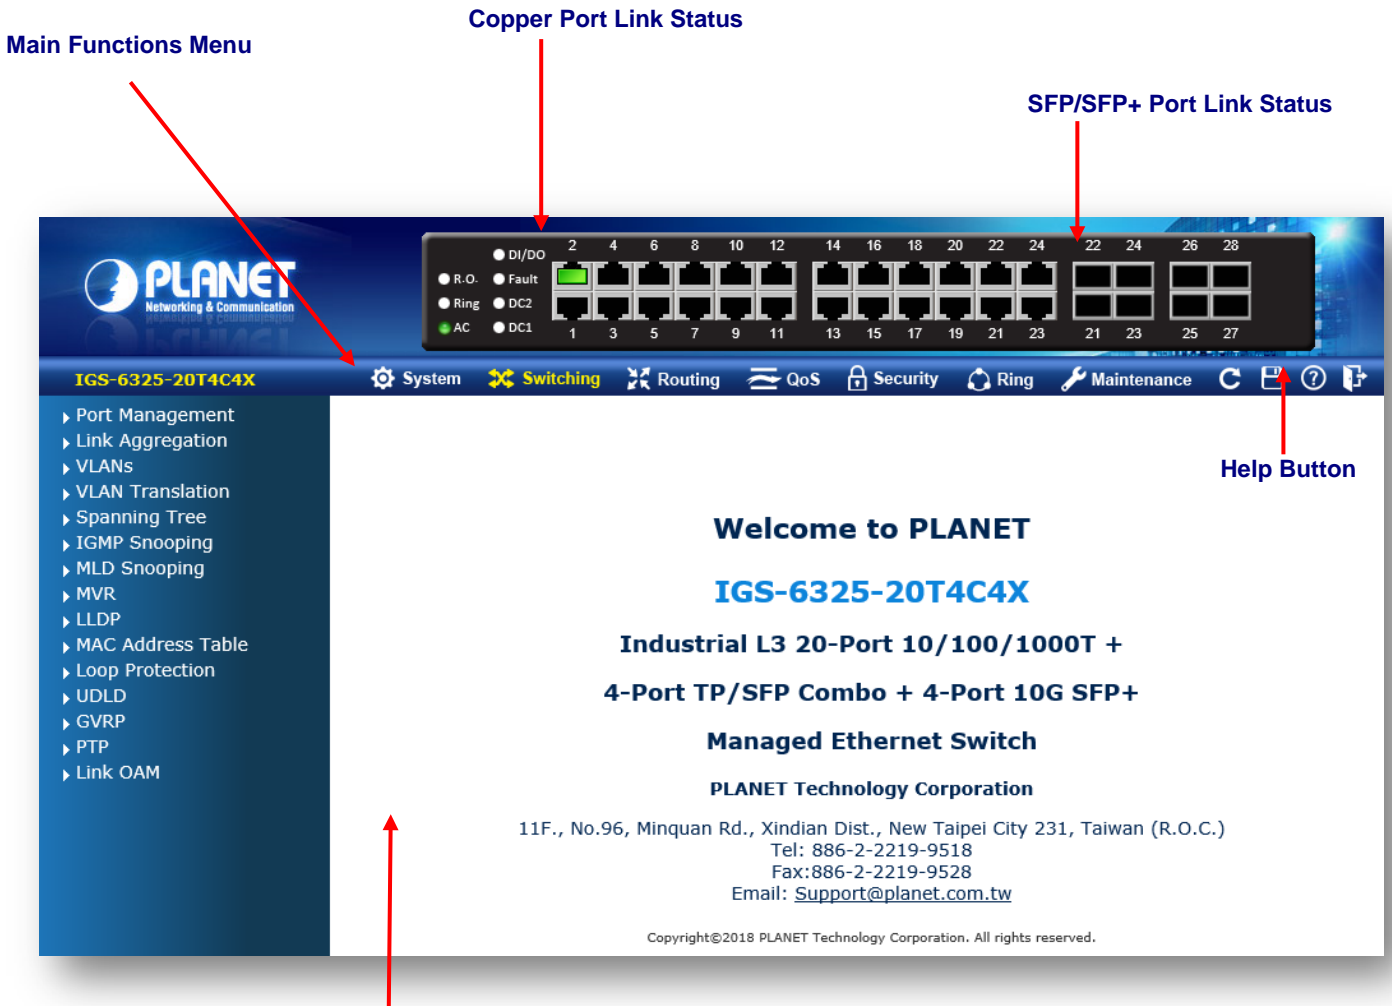 Copper Port Link Status
Main Functions Menu
SFP/SFP+ Port Link Status
PLANET
Networking & Communication
DI/DO
R.O. Fault
Ring DC2
AC DC1
2 4 6 8 10 12 14 16 18 20 22 24 22 24 26 28
1 3 5 7 9 11 13 15 17 19 21 23 21 23 25 27
IGS-6325-20T4C4X System Switching Routing QoS Security Ring Maintenance
Port Management
Link Aggregation
VLANs
VLAN Translation
Spanning Tree
IGMP Snooping
MLD Snooping
MVR
LLDP
MAC Address Table
Loop Protection
UDLD
GVRP
PTP
Link OAM
Help Button
Welcome to PLANET
IGS-6325-20T4C4X
Industrial L3 20-Port 10/100/1000T +
4-Port TP/SFP Combo + 4-Port 10G SFP+
Managed Ethernet Switch
PLANET Technology Corporation
11F., No.96, Minquan Rd., Xindian Dist., New Taipei City 231, Taiwan (R.O.C.)
Tel: 886-2-2219-9518
Fax:886-2-2219-9528
Email: Support@planet.com.tw
Copyright©2018 PLANET Technology Corporation. All rights reserved.